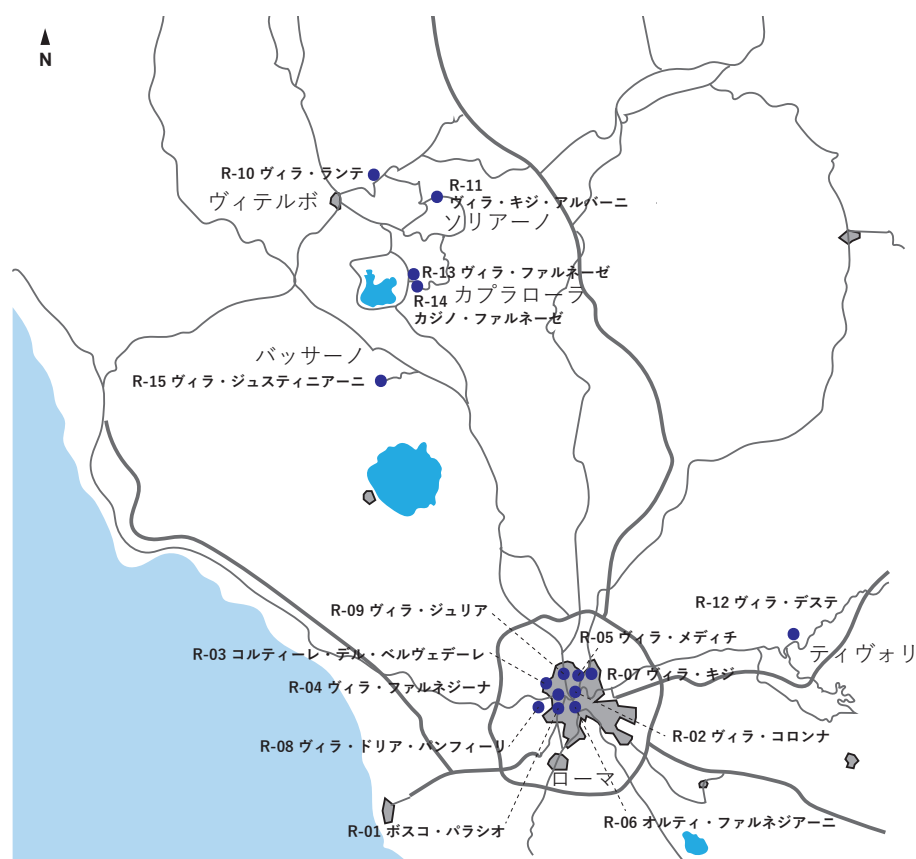 N
R-10 ヴィラ・ランテ
R-11
ヴィラ・キジ・アルバーニ
ヴィテルボ
ソリアーノ
R-13 ヴィラ・ファルネーゼ
カプラローラ
R-14
カジノ・ファルネーゼ
バッサーノ
R-15 ヴィラ・ジュスティニアーニ
R-12 ヴィラ・デステ
R-09 ヴィラ・ジュリア
R-05 ヴィラ・メディチ
ティヴォリ
R-03 コルティーレ・デル・ベルヴェデーレ
R-07 ヴィラ・キジ
R-04 ヴィラ・ファルネジーナ
R-02 ヴィラ・コロンナ
R-08 ヴィラ・ドリア・パンフィーリ
ローマ
R-06 オルティ・ファルネジアーニ
R-01 ボスコ・パラシオ